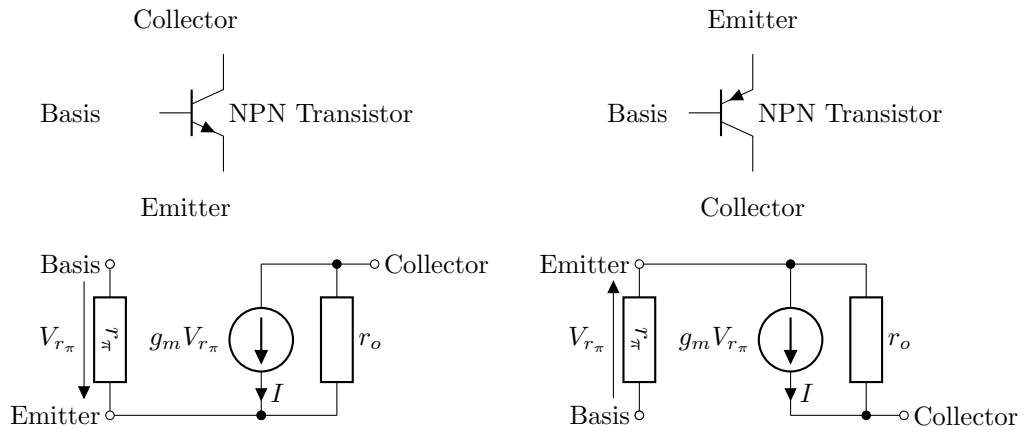 Collector
Basis
NPN Transistor
Emitter
Emitter
Basis
NPN Transistor
Collector
Basis
Collector
V_{r_π}
r_π
g_m V_{r_π}
r_o
I
Emitter
Emitter
V_{r_π}
r_π
g_m V_{r_π}
r_o
I
Basis
Collector